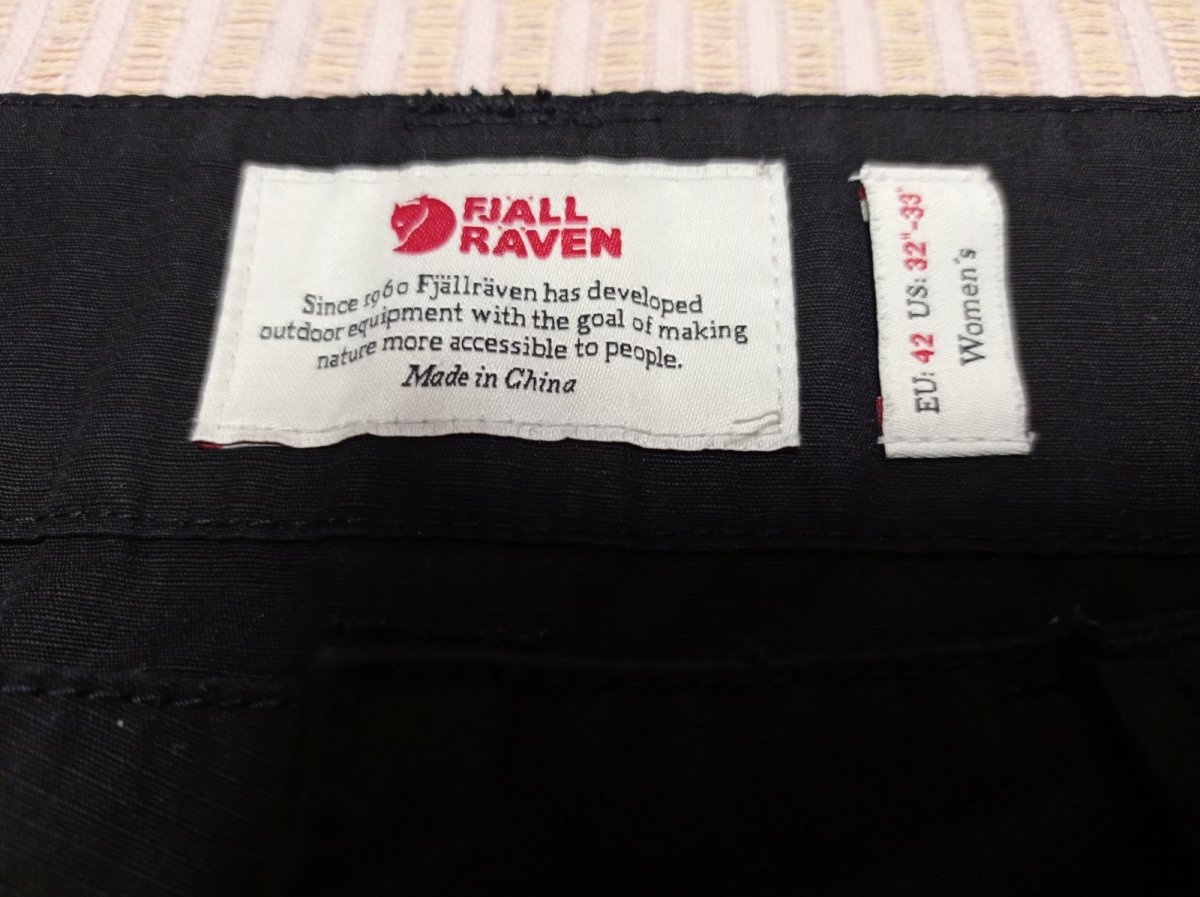 FJÄLL
RÄVEN
Since 1960 Fjällräven has developed
outdoor equipment with the goal of making
nature more accessible to people.
Made in China
EU: 42 US: 32"-33"
Women's